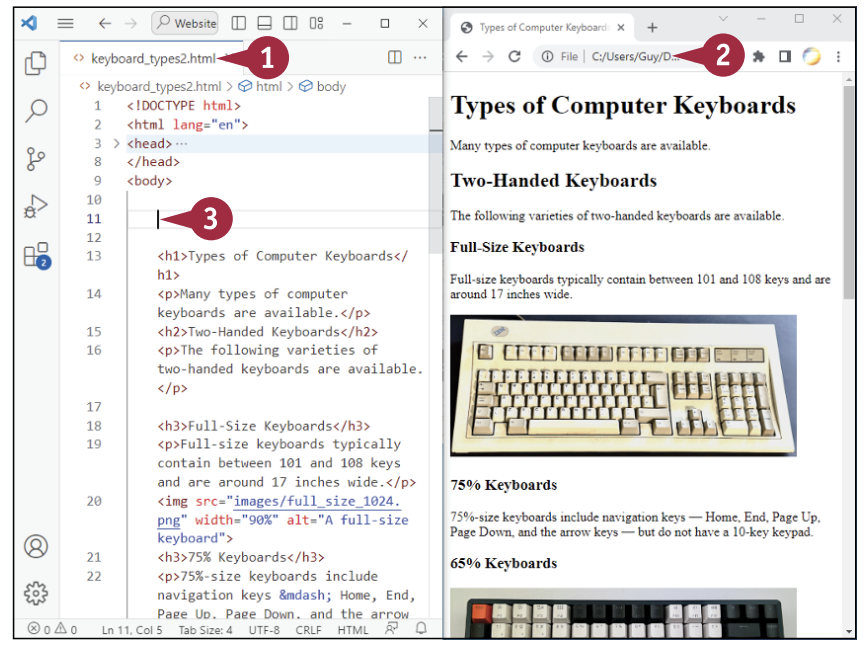 Website
keyboard_types2.html
1
keyboard_types2.html > html > body
1 <!DOCTYPE html>
2 <html lang="en">
3 > <head>···
8 </head>
9 <body>
10
11
3
12
13 <h1>Types of Computer Keyboards</
h1>
14 <p>Many types of computer
keyboards are available.</p>
15 <h2>Two-Handed Keyboards</h2>
16 <p>The following varieties of
two-handed keyboards are available.
</p>
17
18 <h3>Full-Size Keyboards</h3>
19 <p>Full-size keyboards typically
contain between 101 and 108 keys
and are around 17 inches wide.</p>
20 <img src="images/full_size_1024.
png" width="90%" alt="A full-size
keyboard">
21 <h3>75% Keyboards</h3>
22 <p>75%-size keyboards include
navigation keys &mdash; Home, End,
Page Up, Page Down, and the arrow
2
0 0 Ln 11, Col 5 Tab Size: 4 UTF-8 CRLF HTML
Types of Computer Keyboard
File | C:/Users/Guy/D...
2
Types of Computer Keyboards
Many types of computer keyboards are available.
Two-Handed Keyboards
The following varieties of two-handed keyboards are available.
Full-Size Keyboards
Full-size keyboards typically contain between 101 and 108 keys and are
around 17 inches wide.
75% Keyboards
75%-size keyboards include navigation keys — Home, End, Page Up,
Page Down, and the arrow keys — but do not have a 10-key keypad.
65% Keyboards